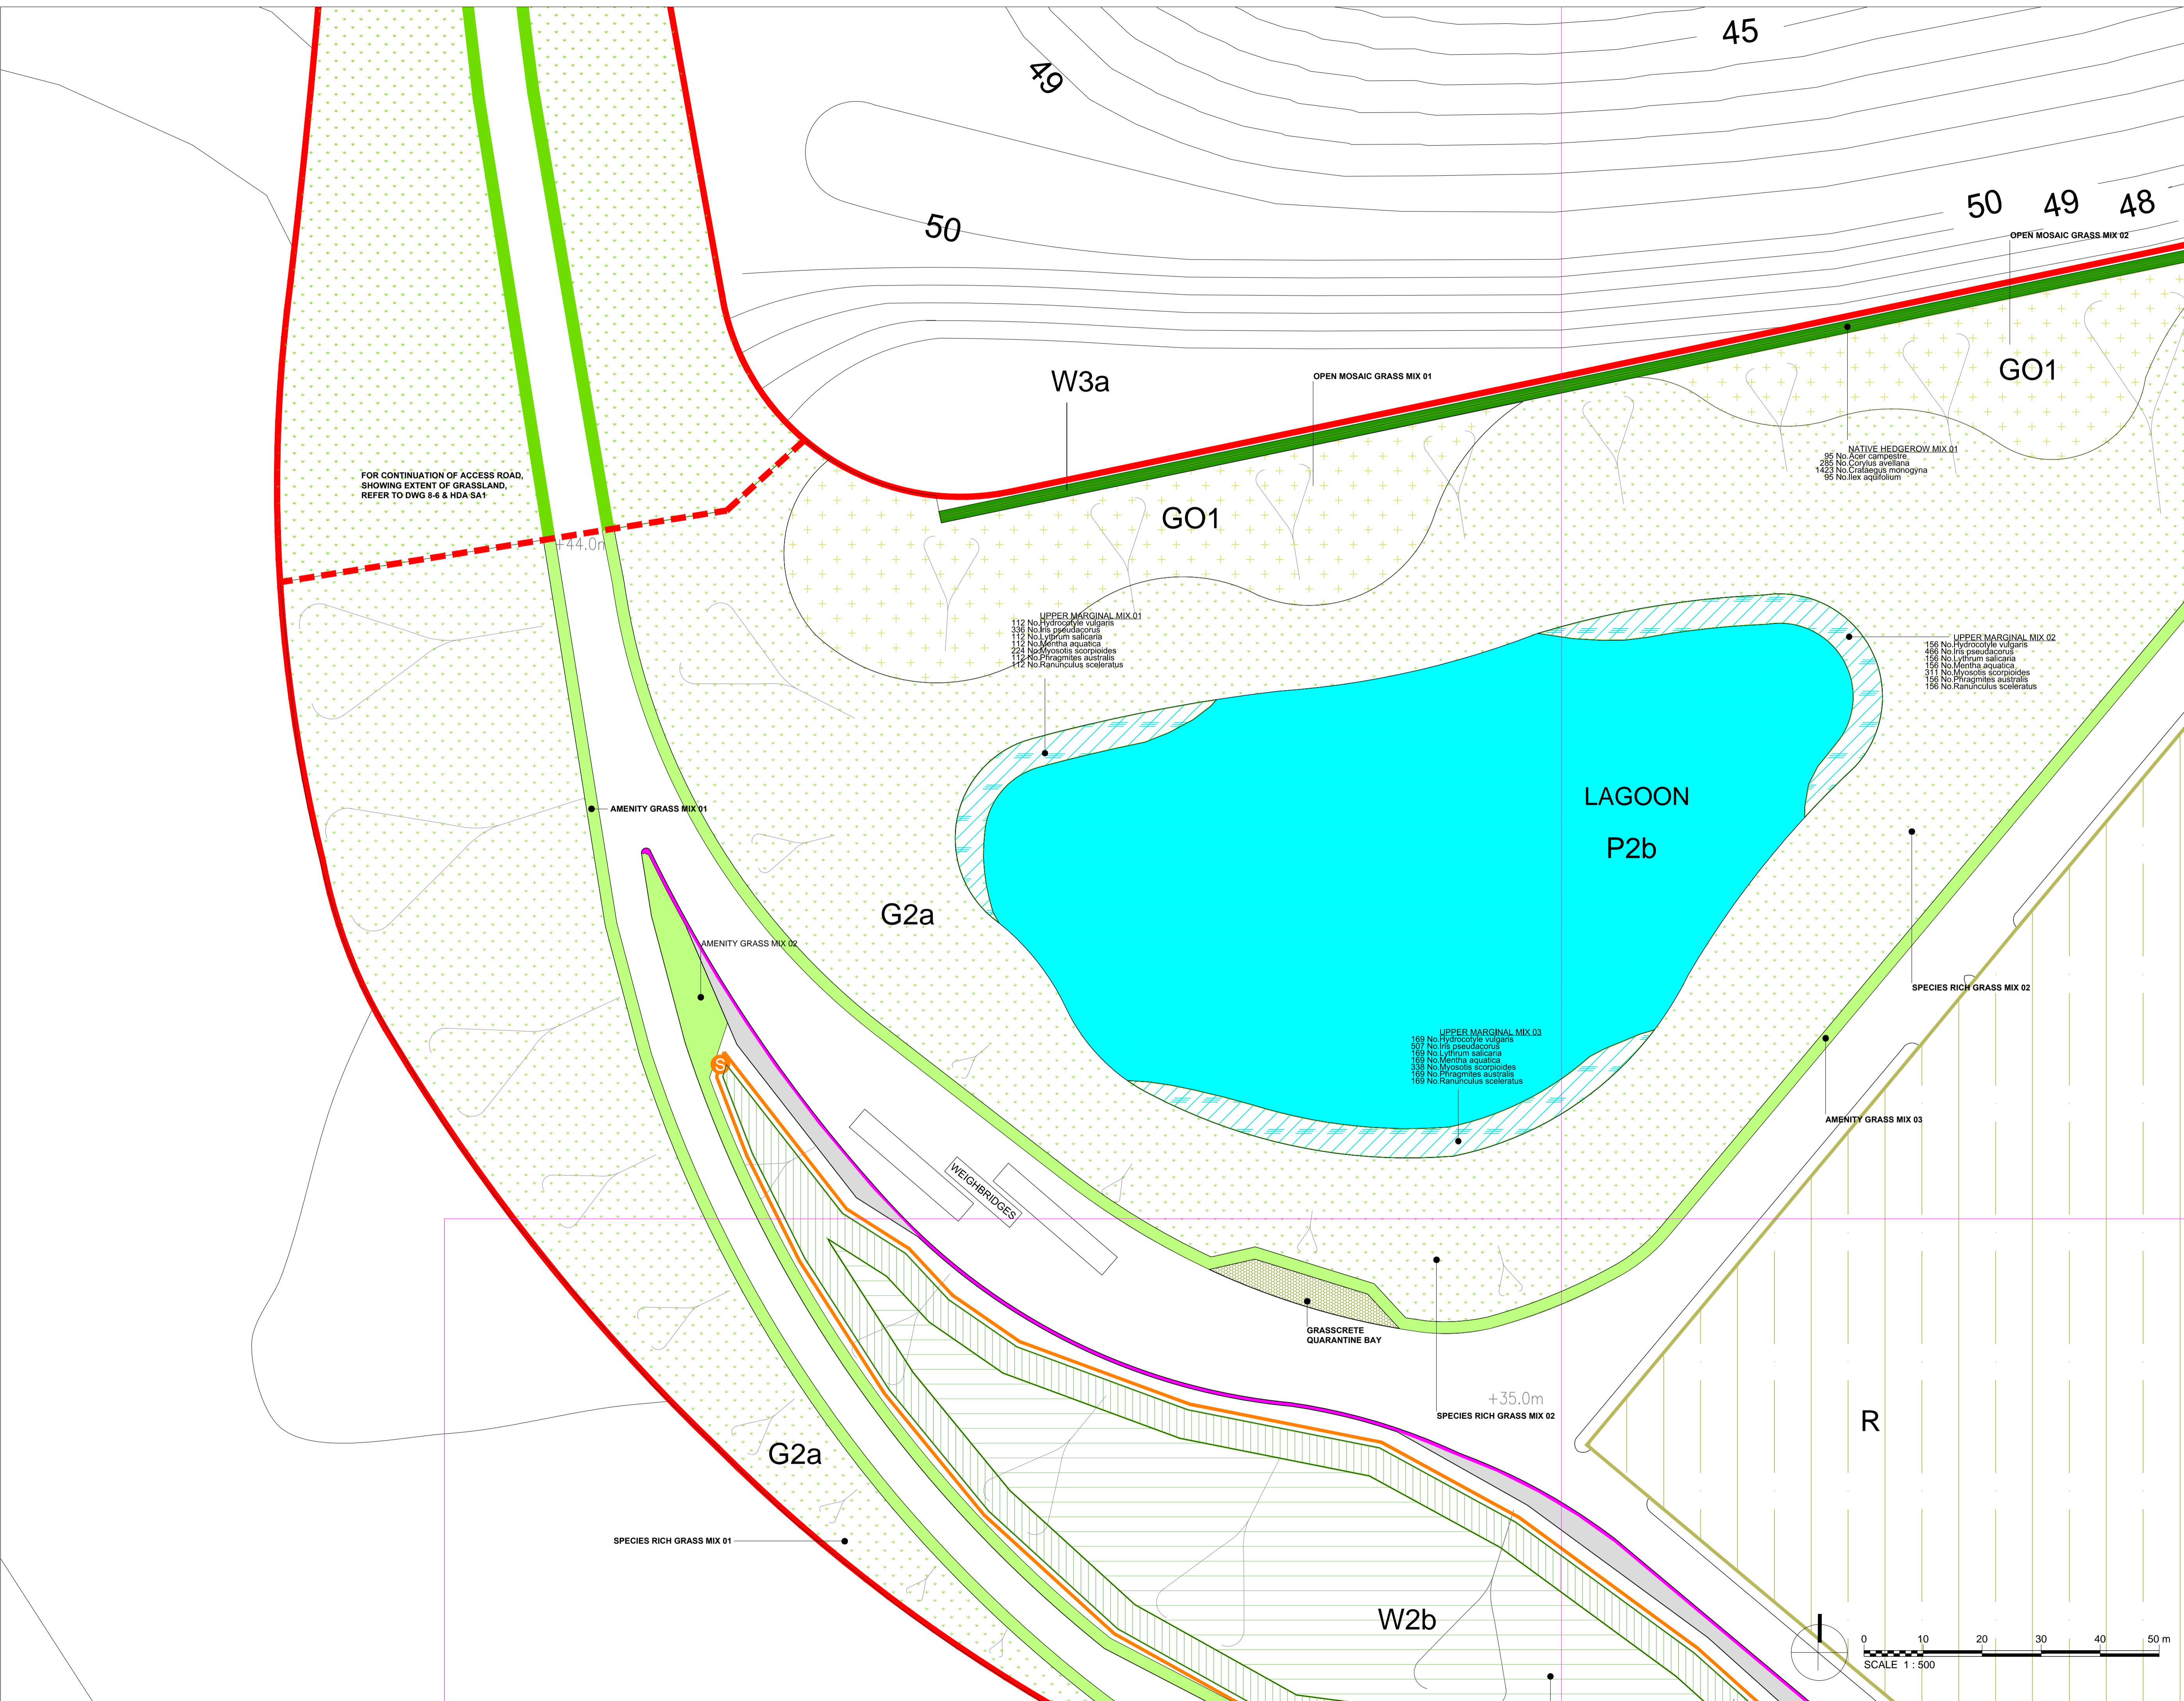 45
49
50
50 49 48
OPEN MOSAIC GRASS MIX 02
W3a
OPEN MOSAIC GRASS MIX 01
GO1
GO1
NATIVE HEDGEROW MIX 01
95 No.Acer campestre
285 No.Corylus avellana
1423 No.Crataegus monogyna
95 No.Ilex aquifolium
FOR CONTINUATION OF ACCESS ROAD,
SHOWING EXTENT OF GRASSLAND,
REFER TO DWG 8-6 & HDA SA1
+44.0m
UPPER MARGINAL MIX 01
112 No.Hydrocotyle vulgaris
336 No.Iris pseudacorus
112 No.Lythrum salicaria
112 No.Mentha aquatica
224 No.Myosotis scorpioides
112 No.Phragmites australis
112 No.Ranunculus sceleratus
UPPER MARGINAL MIX 02
156 No.Hydrocotyle vulgaris
466 No.Iris pseudacorus
156 No.Lythrum salicaria
156 No.Mentha aquatica
311 No.Myosotis scorpioides
156 No.Phragmites australis
156 No.Ranunculus sceleratus
AMENITY GRASS MIX 01
LAGOON
P2b
G2a
AMENITY GRASS MIX 02
SPECIES RICH GRASS MIX 02
UPPER MARGINAL MIX 03
169 No.Hydrocotyle vulgaris
507 No.Iris pseudacorus
169 No.Lythrum salicaria
169 No.Mentha aquatica
338 No.Myosotis scorpioides
169 No.Phragmites australis
169 No.Ranunculus sceleratus
S
AMENITY GRASS MIX 03
WEIGHBRIDGES
GRASSCRETE
QUARANTINE BAY
+35.0m
SPECIES RICH GRASS MIX 02
R
G2a
SPECIES RICH GRASS MIX 01
W2b
0 10 20 30 40 50 m
SCALE 1 : 500